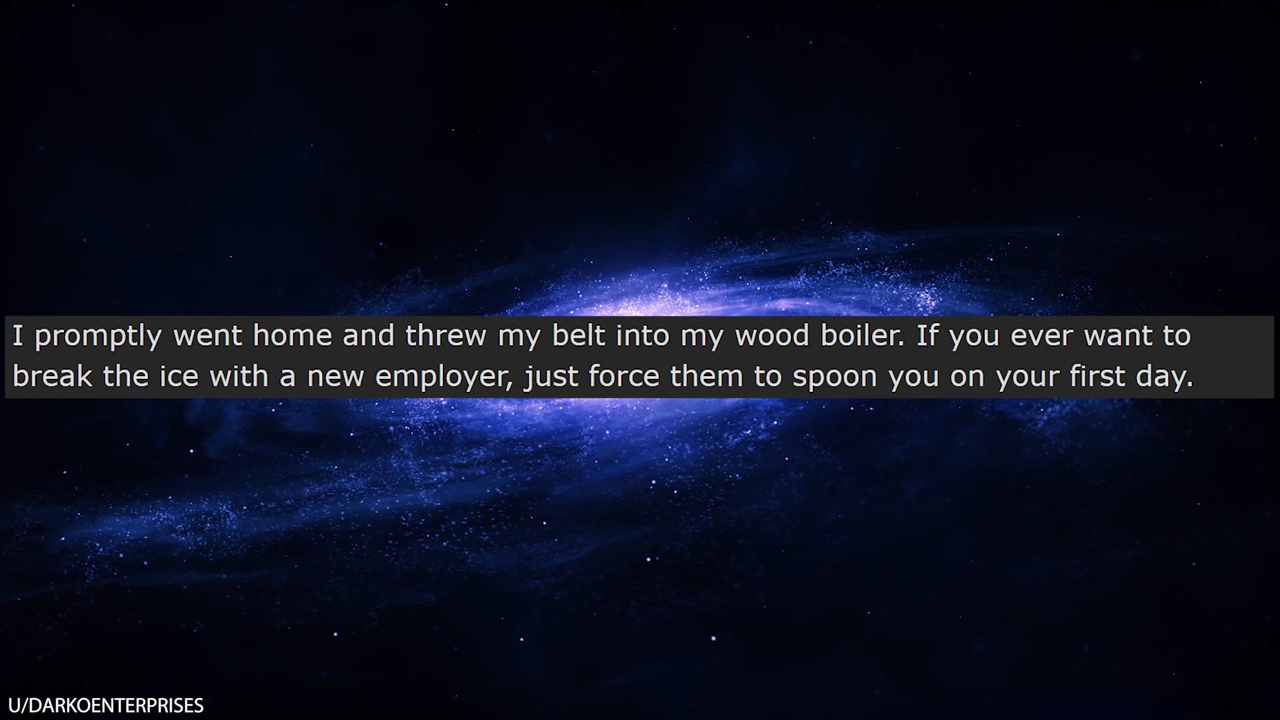 I promptly went home and threw my belt into my wood boiler. If you ever want to
break the ice with a new employer, just force them to spoon you on your first day.
U/DARKOENTERPRISES